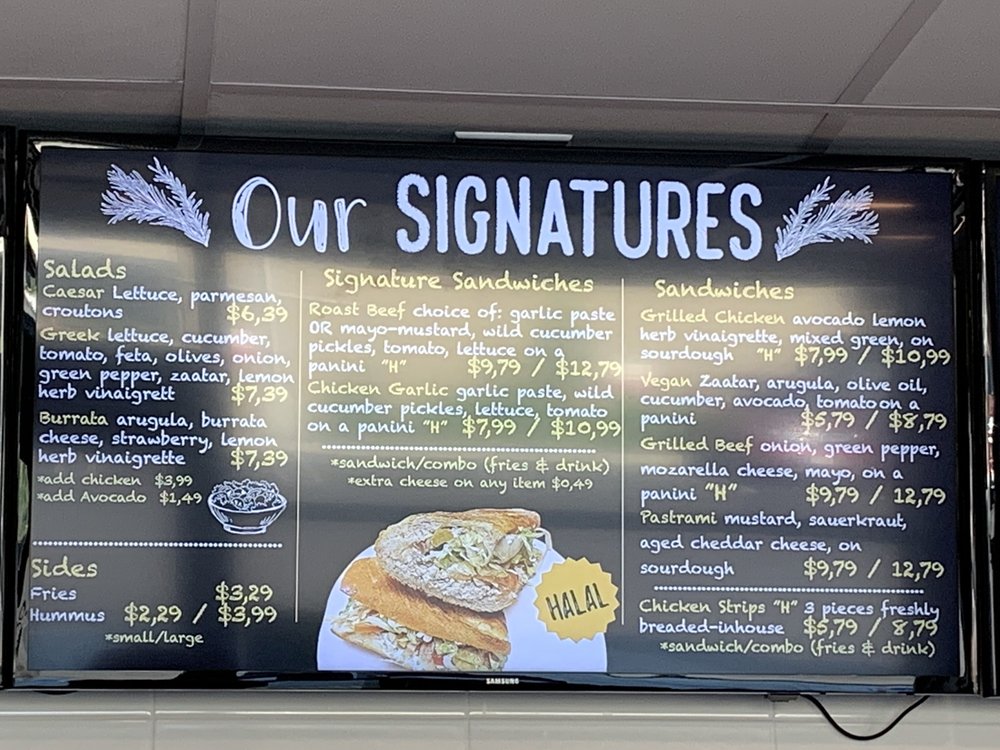 Our SIGNATURES
Salads
Caesar Lettuce, parmesan,
croutons $6,39
Greek lettuce, cucumber,
tomato, feta, olives, onion,
green pepper, zaatar, lemon
herb vinaigrett $7,39
Burrata arugula, burrata
cheese, strawberry, lemon
herb vinaigrette $7,39
*add chicken $3,99
*add Avocado $1,49
Sides
Fries $3,29
Hummus $2,29 / $3,99
*small/large
Signature Sandwiches
Roast Beef choice of: garlic paste
OR mayo-mustard, wild cucumber
pickles, tomato, lettuce on a
panini "H" $9,79 / $12,79
Chicken Garlic garlic paste, wild
cucumber pickles, lettuce, tomato
on a panini "H" $7,99 / $10,99
*sandwich/combo (fries & drink)
*extra cheese on any item $0,49
HALAL
Sandwiches
Grilled Chicken avocado lemon
herb vinaigrette, mixed green, on
sourdough "H" $7,99 / $10,99
Vegan Zaatar, arugula, olive oil,
cucumber, avocado, tomato on a
panini $5,79 / $8,79
Grilled Beef onion, green pepper,
mozarella cheese, mayo, on a
panini "H" $9,79 / 12,79
Pastrami mustard, sauerkraut,
aged cheddar cheese, on
sourdough $9,79 / 12,79
Chicken Strips "H" 3 pieces freshly
breaded-inhouse $5,79 / 8,79
*sandwich/combo (fries & drink)
SAMSUNG